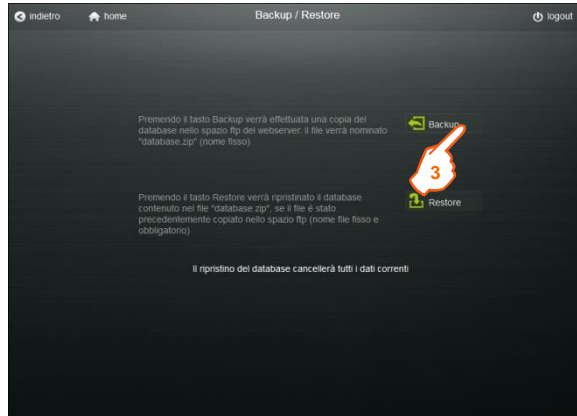 indietro home Backup / Restore logout
Premendo il tasto Backup verrà effettuata una copia del
database nello spazio ftp del webserver. Il file verrà nominato
"database.zip" (nome fisso)
Backup
3
Premendo il tasto Restore verrà ripristinato il database
contenuto nel file "database.zip", se il file é stato
precedentemente copiato nello spazio ftp (nome file fisso e
obbligatorio)
Restore
Il ripristino del database cancellerà tutti i dati correnti